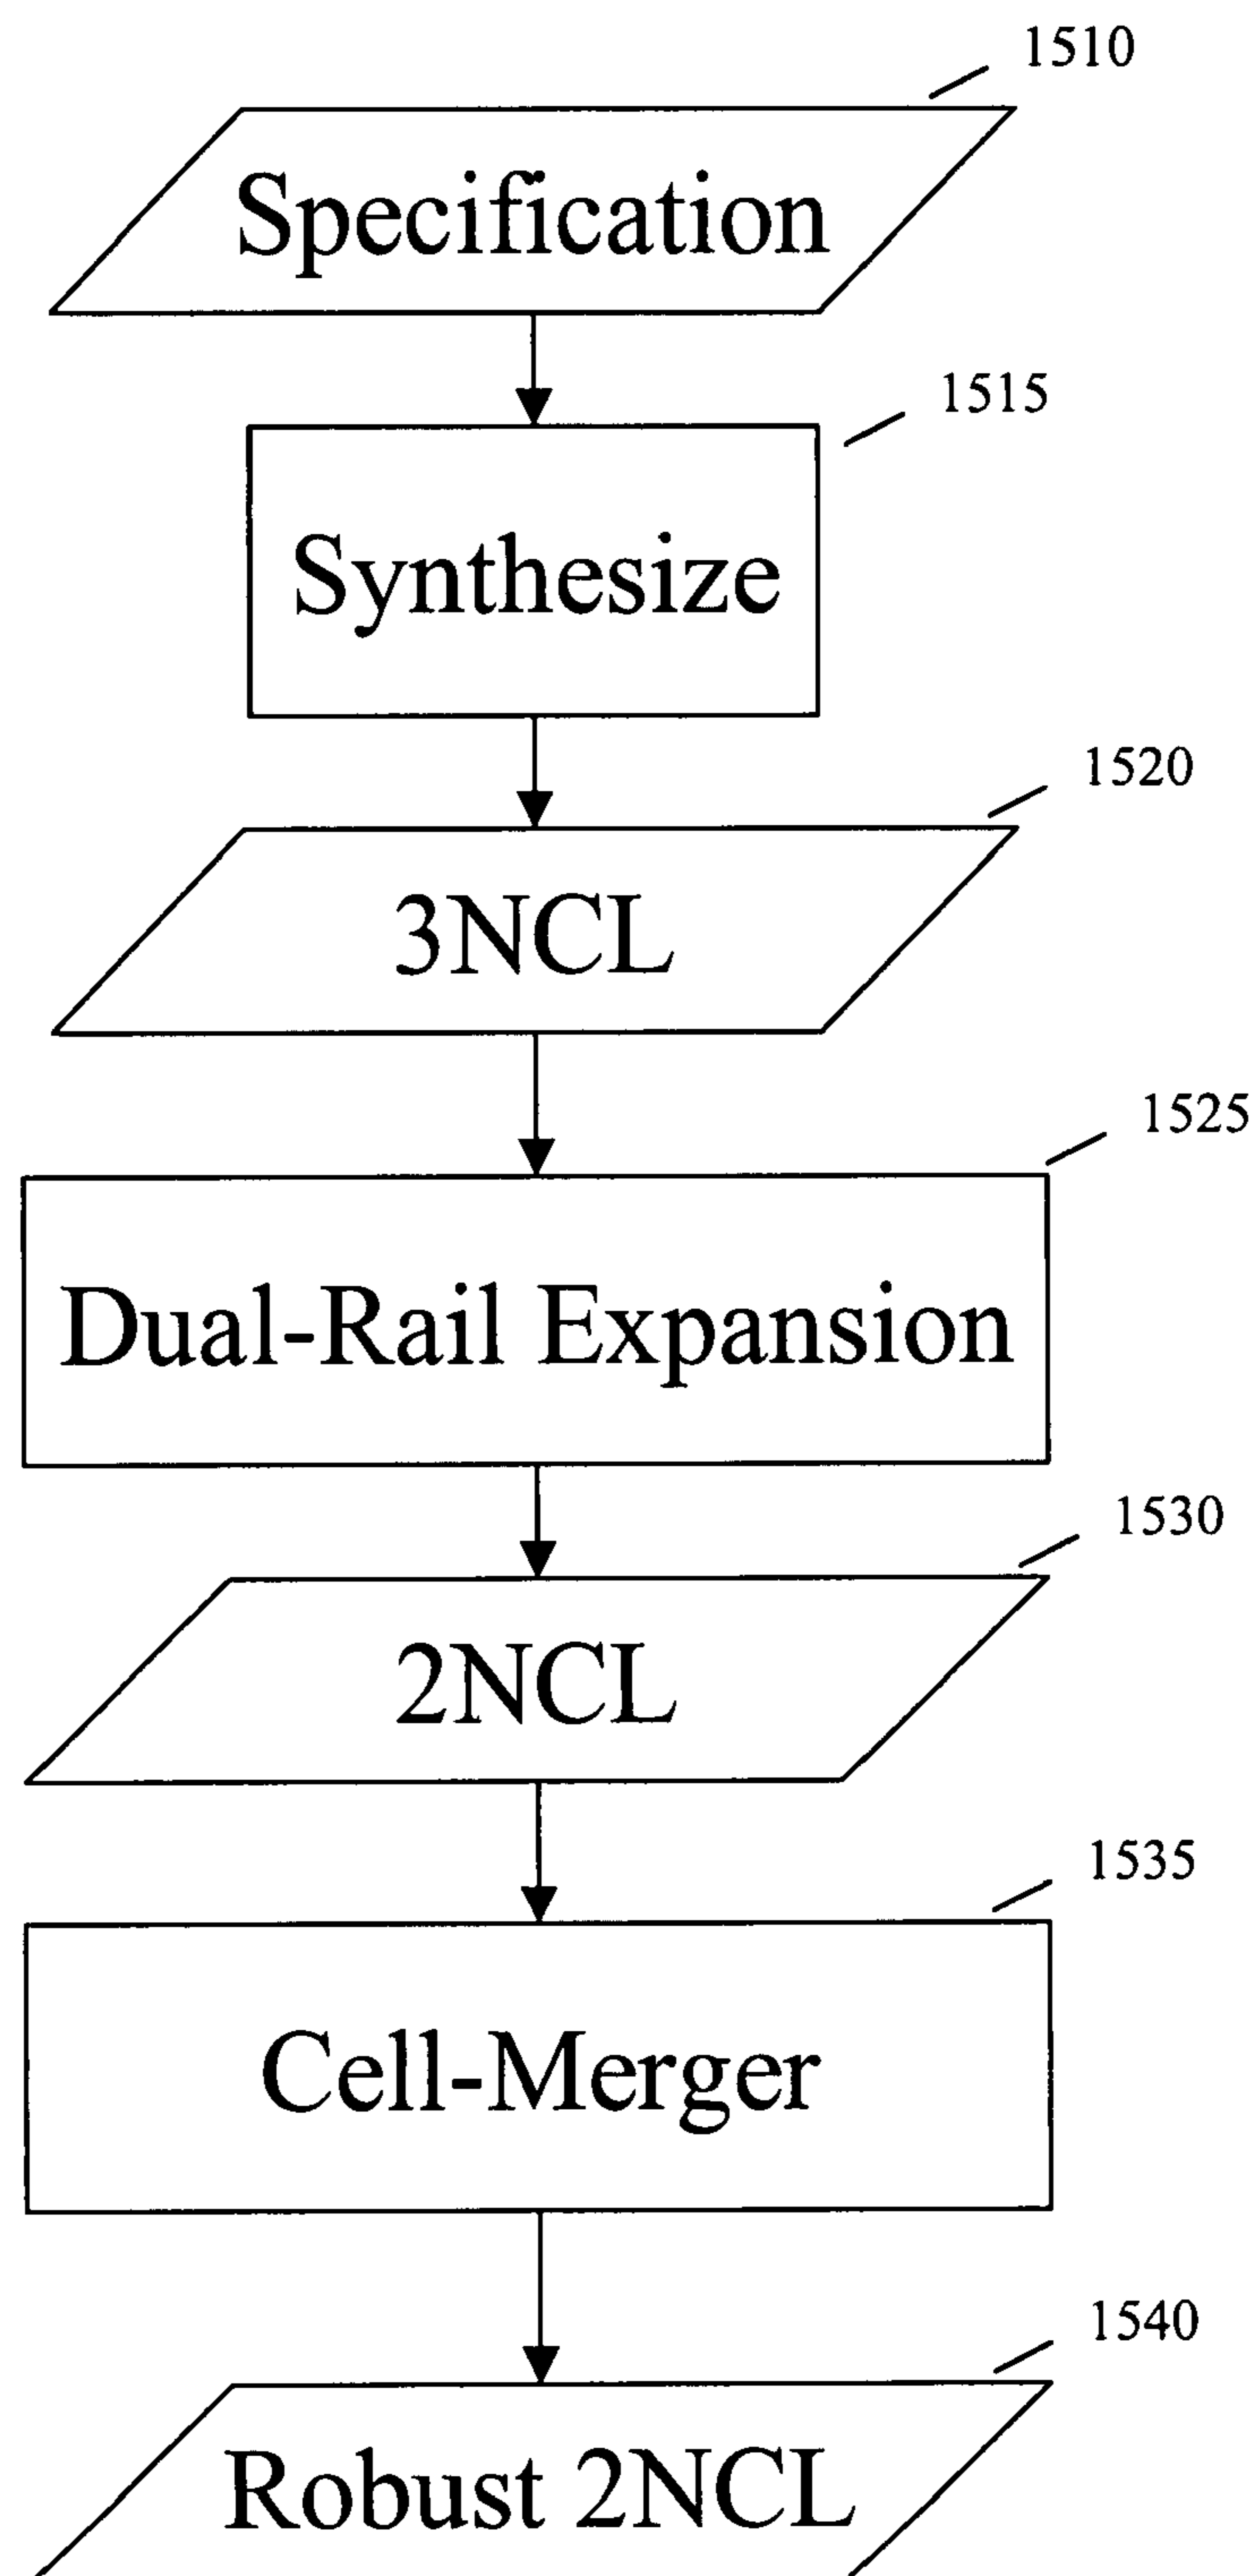 1510
Specification
1515
Synthesize
1520
3NCL
1525
Dual-Rail Expansion
1530
2NCL
1535
Cell-Merger
1540
Robust 2NCL